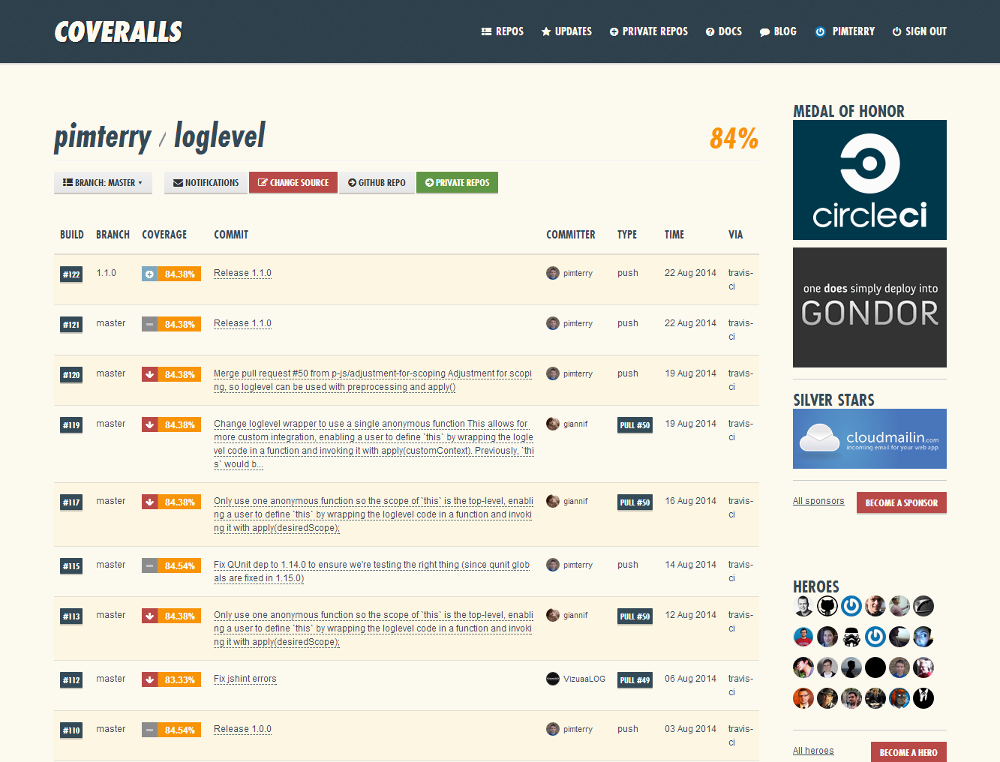 COVERALLS
REPOS UPDATES PRIVATE REPOS DOCS BLOG PIMTERRY SIGN OUT
pimterry / loglevel 84%
BRANCH: MASTER NOTIFICATIONS CHANGE SOURCE GITHUB REPO PRIVATE REPOS
BUILD BRANCH COVERAGE COMMIT COMMITTER TYPE TIME VIA
#122 1.1.0 84.38% Release 1.1.0 pimterry push 22 Aug 2014 travis-
ci
#121 master 84.38% Release 1.1.0 pimterry push 22 Aug 2014 travis-
ci
#120 master 84.38% Merge pull request #50 from p-js/adjustment-for-scoping Adjustment for scopi pimterry push 19 Aug 2014 travis-
ng, so loglevel can be used with preprocessing and apply() ci
#119 master 84.38% Change loglevel wrapper to use a single anonymous function This allows for giannif PULL #50 19 Aug 2014 travis-
more custom integration, enabling a user to define `this` by wrapping the logle ci
vel code in a function and invoking it with apply(customContext). Previously, `thi
s` would b...
#117 master 84.38% Only use one anonymous function so the scope of `this` is the top-level, enabli giannif PULL #50 16 Aug 2014 travis-
ng a user to define `this` by wrapping the loglevel code in a function and invoki ci
ng it with apply(desiredScope);
#115 master 84.54% Fix QUnit dep to 1.14.0 to ensure we're testing the right thing (since qunit glob pimterry push 14 Aug 2014 travis-
als are fixed in 1.15.0) ci
#113 master 84.38% Only use one anonymous function so the scope of `this` is the top-level, enabli giannif PULL #50 12 Aug 2014 travis-
ng a user to define `this` by wrapping the loglevel code in a function and invoki ci
ng it with apply(desiredScope);
#112 master 83.33% Fix jshint errors VizuaaLOG PULL #49 06 Aug 2014 travis-
ci
#110 master 84.54% Release 1.0.0 pimterry push 03 Aug 2014 travis-
ci
MEDAL OF HONOR
circleci
one does simply deploy into
GONDOR
SILVER STARS
cloudmailin.com
incoming email for your web app
All sponsors BECOME A SPONSOR
HEROES
All heroes BECOME A HERO